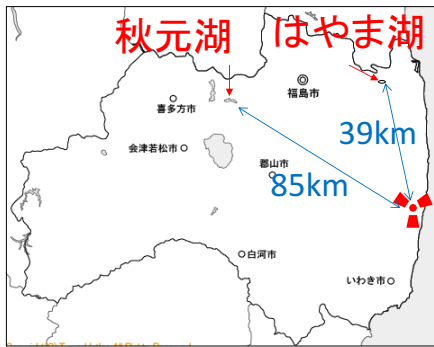 秋元湖
はやま湖
福島市
喜多方市
会津若松市
郡山市
39km
85km
白河市
いわき市